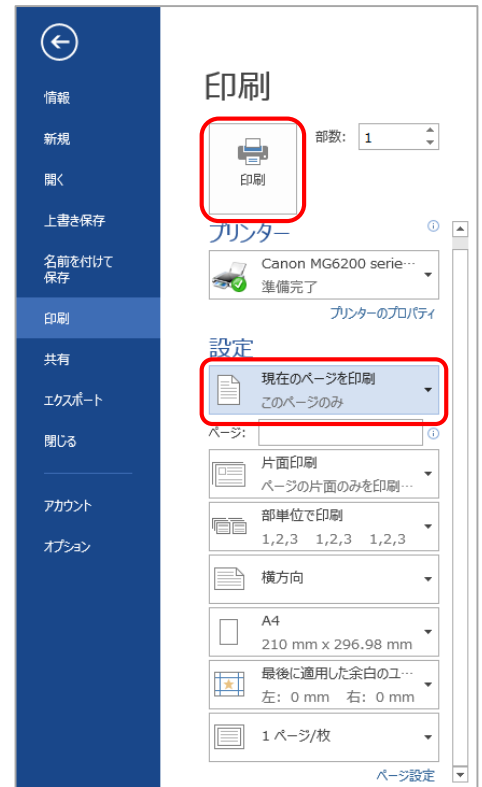 情報
新規
開く
上書き保存
名前を付けて
保存
印刷
共有
エクスポート
閉じる
アカウント
オプション
印刷
印刷
部数: 1
プリンター
Canon MG6200 serie…
準備完了
プリンターのプロパティ
設定
現在のページを印刷
このページのみ
ページ:
片面印刷
ページの片面のみを印刷…
部単位で印刷
1,2,3 1,2,3 1,2,3
横方向
A4
210 mm x 296.98 mm
最後に適用した余白のユ…
左: 0 mm 右: 0 mm
1 ページ/枚
ページ設定